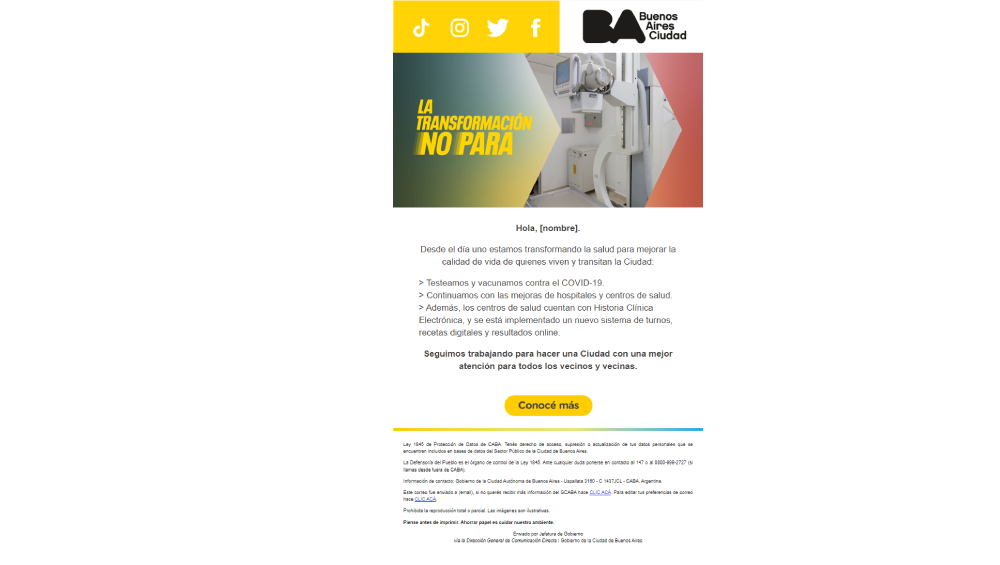 Buenos
Aires
Ciudad
BA
LA
TRANSFORMACIÓN
NO PARA
Hola, [nombre].
Desde el día uno estamos transformando la salud para mejorar la
calidad de vida de quienes viven y transitan la Ciudad:
> Testeamos y vacunamos contra el COVID-19.
> Continuamos con las mejoras de hospitales y centros de salud.
> Además, los centros de salud cuentan con Historia Clínica
Electrónica, y se está implementado un nuevo sistema de turnos,
recetas digitales y resultados online.
Seguimos trabajando para hacer una Ciudad con una mejor
atención para todos los vecinos y vecinas.
Conocé más
Ley 1845 de Protección de Datos de CABA. Tenés derecho de acceso, supresión o actualización de tus datos personales que se
encuentran incluidos en bases de datos del Sector Público de la Ciudad de Buenos Aires.
La Defensoría del Pueblo es el órgano de control de la Ley 1845. Ante cualquier duda ponerse en contacto al 147 o al 0800-999-2727 (si
llamás desde fuera de CABA).
Información de contacto: Gobierno de la Ciudad Autónoma de Buenos Aires - Uspallata 3160 - C 1437JCL - CABA, Argentina.
Este correo fue enviado a (email), si no querés recibir más información del GCABA hace CLIC ACÁ. Para editar tus preferencias de correo
hace CLIC ACÁ.
Prohibida la reproducción total o parcial. Las imágenes son ilustrativas.
Piense antes de imprimir. Ahorrar papel es cuidar nuestro ambiente.
Enviado por Jefatura de Gobierno
vía la Dirección General de Comunicación Directa | Gobierno de la Ciudad de Buenos Aires